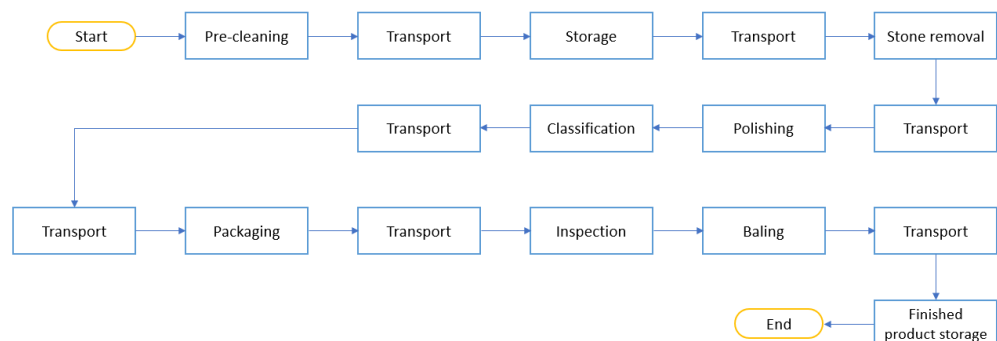 Start
Pre-cleaning
Transport
Storage
Transport
Stone removal
Transport
Polishing
Classification
Transport
Transport
Packaging
Transport
Inspection
Baling
Transport
Finished
product storage
End